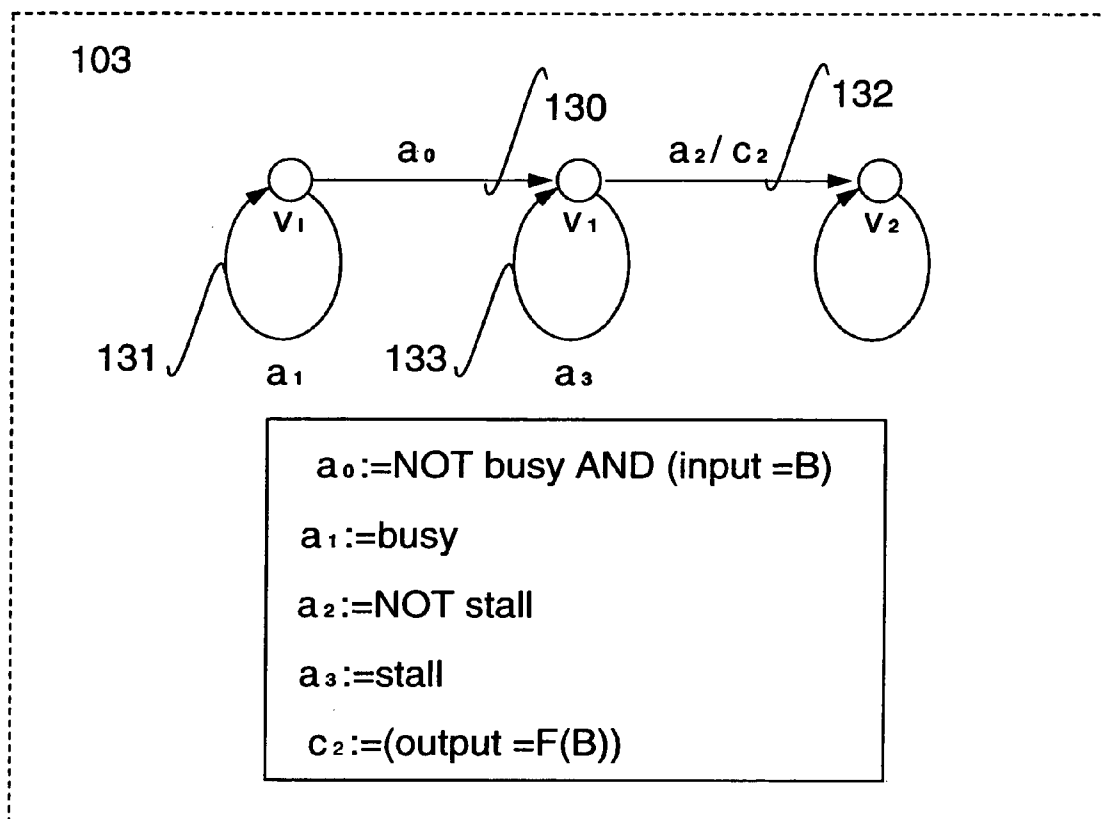 103
130
132
a₀
a₂/ c₂
v_I
v₁
v₂
131
133
a₁
a₃
a₀:=NOT busy AND (input =B)
a₁:=busy
a₂:=NOT stall
a₃:=stall
c₂:=(output =F(B))